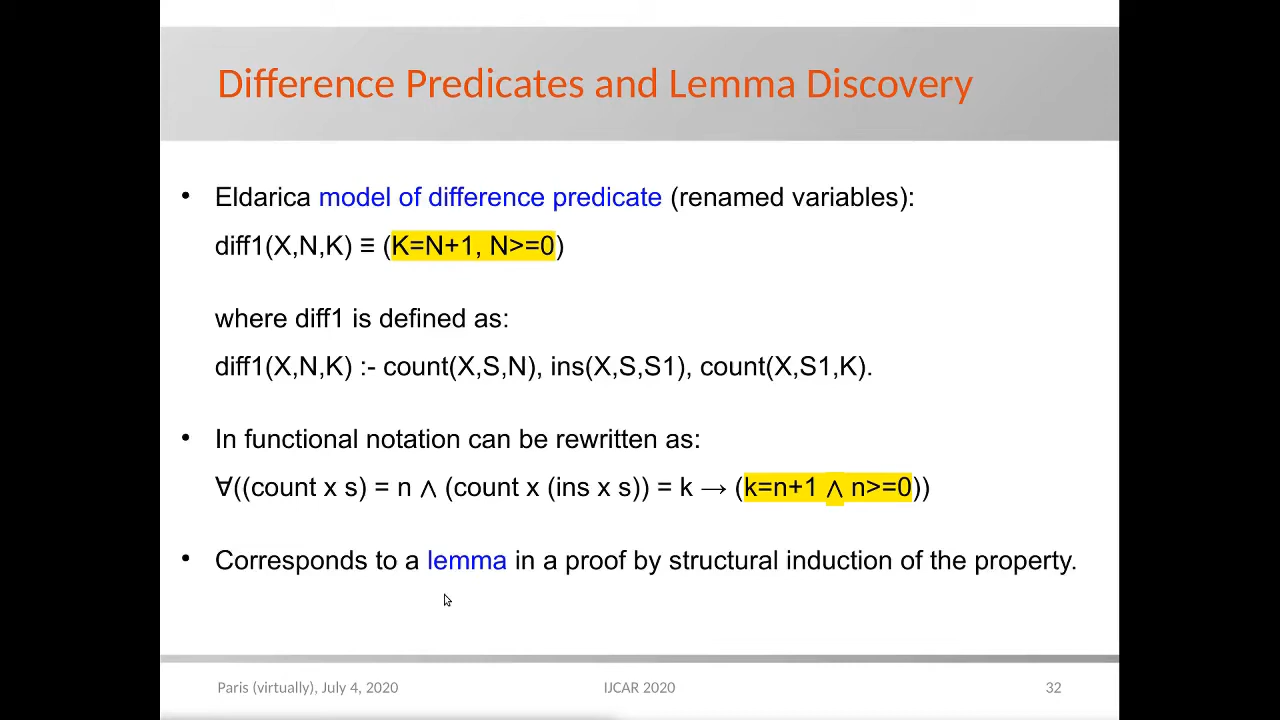 Difference Predicates and Lemma Discovery
• Eldarica model of difference predicate (renamed variables):
diff1(X,N,K) ≡ (K=N+1, N>=0)
where diff1 is defined as:
diff1(X,N,K) :- count(X,S,N), ins(X,S,S1), count(X,S1,K).
• In functional notation can be rewritten as:
∀((count x s) = n ∧ (count x (ins x s)) = k → (k=n+1 ∧ n>=0))
• Corresponds to a lemma in a proof by structural induction of the property.
Paris (virtually), July 4, 2020
IJCAR 2020
32